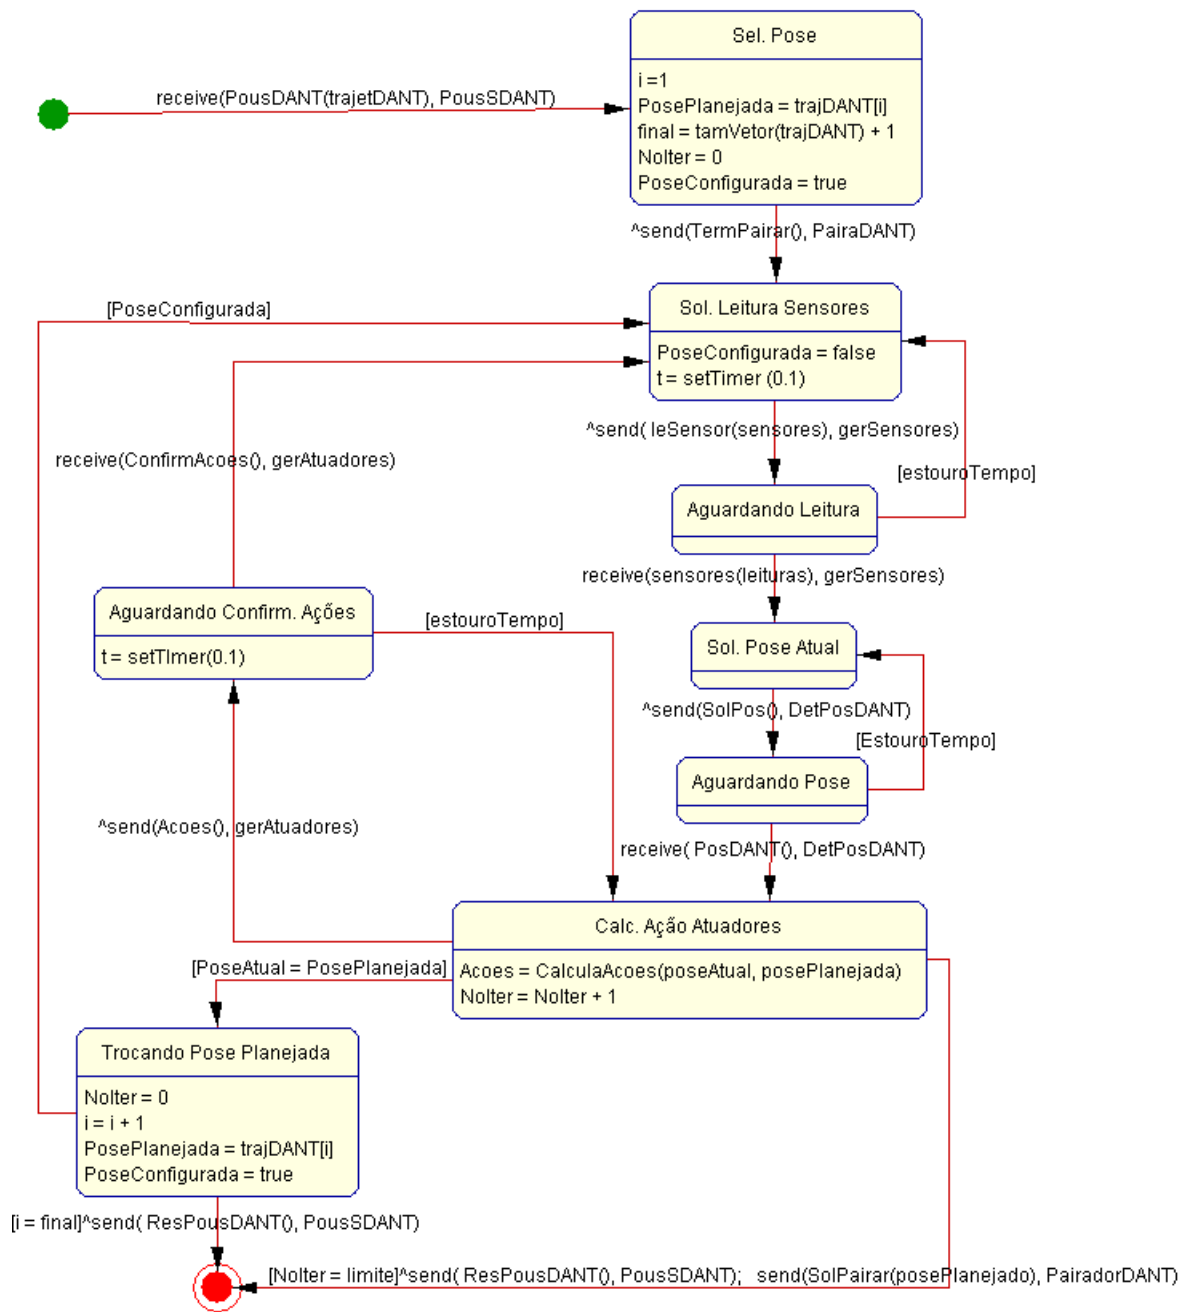 Sel. Pose
i =1
PosePlanejada = trajDANT[i]
final = tamVetor(trajDANT) + 1
NoIter = 0
PoseConfigurada = true
receive(PousDANT(trajetDANT), PousSDANT)
^send(TermPairar(), PairaDANT)
[PoseConfigurada]
Sol. Leitura Sensores
PoseConfigurada = false
t = setTimer (0.1)
^send( leSensor(sensores), gerSensores)
receive(ConfirmAcoes(), gerAtuadores)
[estouroTempo]
Aguardando Leitura
receive(sensores(leituras), gerSensores)
Aguardando Confirm. Ações
t = setTImer(0.1)
[estouroTempo]
Sol. Pose Atual
^send(SolPos(), DetPosDANT)
[EstouroTempo]
Aguardando Pose
^send(Acoes(), gerAtuadores)
receive( PosDANT(), DetPosDANT)
Calc. Ação Atuadores
Acoes = CalculaAcoes(poseAtual, posePlanejada)
NoIter = NoIter + 1
[PoseAtual = PosePlanejada]
Trocando Pose Planejada
NoIter = 0
i = i + 1
PosePlanejada = trajDANT[i]
PoseConfigurada = true
[i = final]^send( ResPousDANT(), PousSDANT)
[NoIter = limite]^send( ResPousDANT(), PousSDANT);   send(SolPairar(posePlanejado), PairadorDANT)